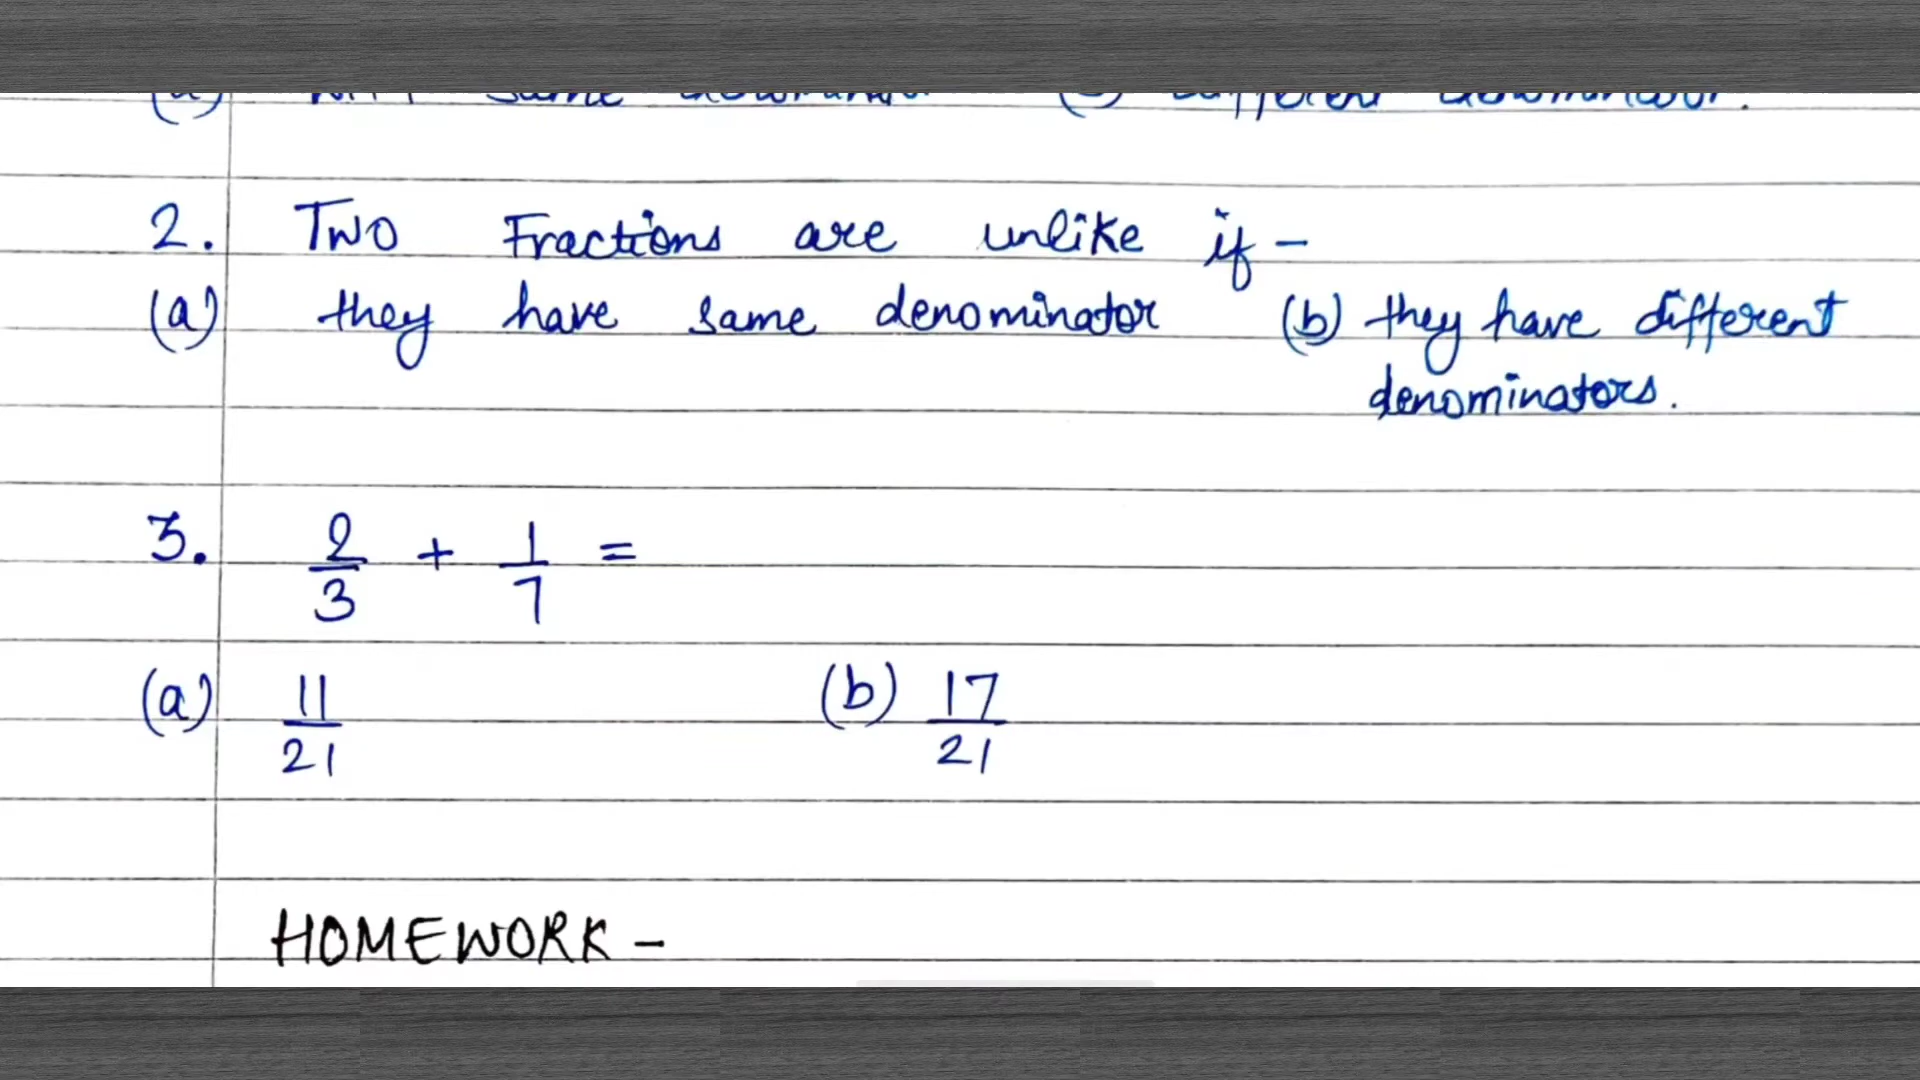 2. Two Fractions are unlike if -
(a) they have same denominator (b) they have different
denominators.
3. 2/3 + 1/7 =
(a) 11/21 (b) 17/21
HOMEWORK -